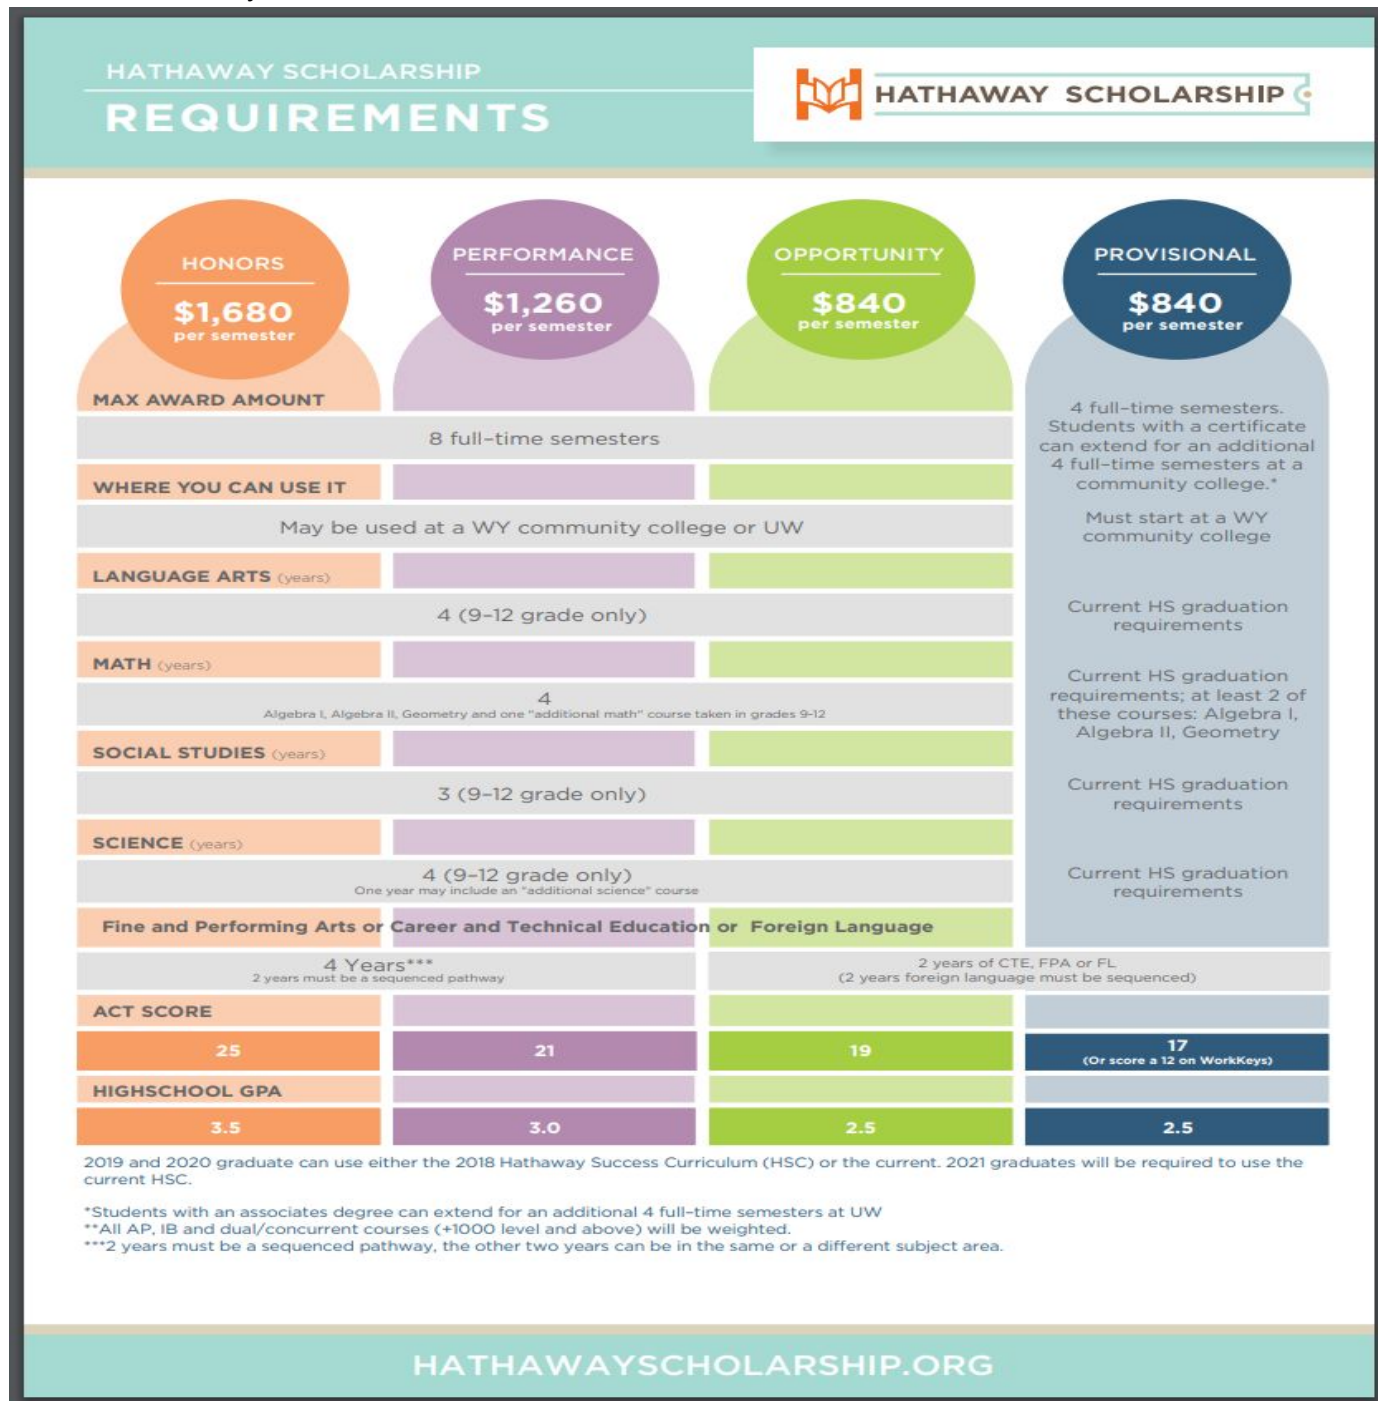 HATHAWAY SCHOLARSHIP
REQUIREMENTS
HATHAWAY SCHOLARSHIP
HONORS
$1,680
per semester
PERFORMANCE
$1,260
per semester
OPPORTUNITY
$840
per semester
PROVISIONAL
$840
per semester
MAX AWARD AMOUNT
8 full-time semesters
4 full-time semesters.
Students with a certificate
can extend for an additional
4 full-time semesters at a
community college.*
WHERE YOU CAN USE IT
May be used at a WY community college or UW
Must start at a WY
community college
LANGUAGE ARTS (years)
4 (9-12 grade only)
Current HS graduation
requirements
MATH (years)
4
Algebra I, Algebra II, Geometry and one "additional math" course taken in grades 9-12
Current HS graduation
requirements; at least 2 of
these courses: Algebra I,
Algebra II, Geometry
SOCIAL STUDIES (years)
3 (9-12 grade only)
Current HS graduation
requirements
SCIENCE (years)
4 (9-12 grade only)
One year may include an "additional science" course
Current HS graduation
requirements
Fine and Performing Arts or Career and Technical Education or Foreign Language
4 Years***
2 years must be a sequenced pathway
2 years of CTE, FPA or FL
(2 years foreign language must be sequenced)
ACT SCORE
25
21
19
17
(Or score a 12 on WorkKeys)
HIGHSCHOOL GPA
3.5
3.0
2.5
2.5
2019 and 2020 graduate can use either the 2018 Hathaway Success Curriculum (HSC) or the current. 2021 graduates will be required to use the
current HSC.
*Students with an associates degree can extend for an additional 4 full-time semesters at UW
**All AP, IB and dual/concurrent courses (+1000 level and above) will be weighted.
***2 years must be a sequenced pathway, the other two years can be in the same or a different subject area.
HATHAWAYSCHOLARSHIP.ORG